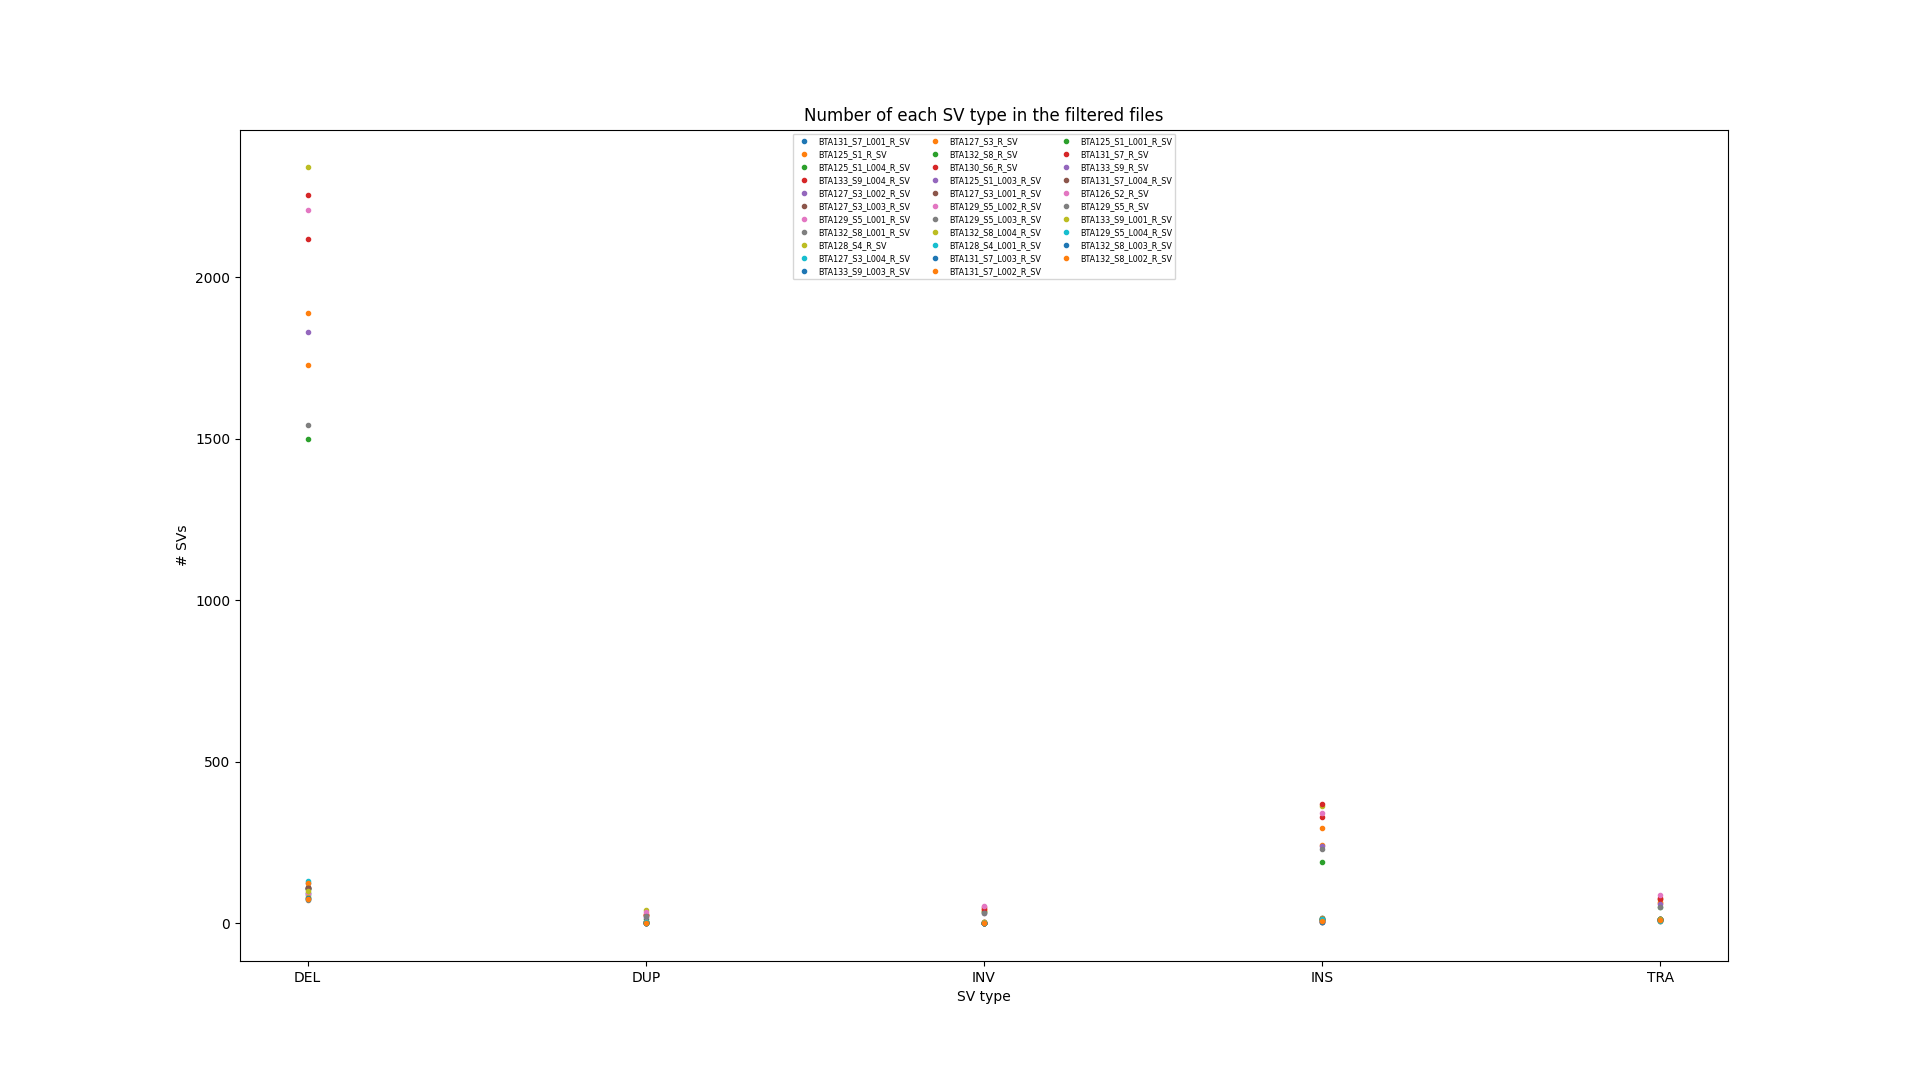 Number of each SV type in the filtered files
BTA131_S7_L001_R_SV
BTA125_S1_R_SV
BTA125_S1_L004_R_SV
BTA133_S9_L004_R_SV
BTA127_S3_L002_R_SV
BTA127_S3_L003_R_SV
BTA129_S5_L001_R_SV
BTA132_S8_L001_R_SV
BTA128_S4_R_SV
BTA127_S3_L004_R_SV
BTA133_S9_L003_R_SV
BTA127_S3_R_SV
BTA132_S8_R_SV
BTA130_S6_R_SV
BTA125_S1_L003_R_SV
BTA127_S3_L001_R_SV
BTA129_S5_L002_R_SV
BTA129_S5_L003_R_SV
BTA132_S8_L004_R_SV
BTA128_S4_L001_R_SV
BTA131_S7_L003_R_SV
BTA131_S7_L002_R_SV
BTA125_S1_L001_R_SV
BTA131_S7_R_SV
BTA133_S9_R_SV
BTA131_S7_L004_R_SV
BTA126_S2_R_SV
BTA129_S5_R_SV
BTA133_S9_L001_R_SV
BTA129_S5_L004_R_SV
BTA132_S8_L003_R_SV
BTA132_S8_L002_R_SV
2000
1500
1000
500
0
# SVs
DEL DUP INV INS TRA
SV type